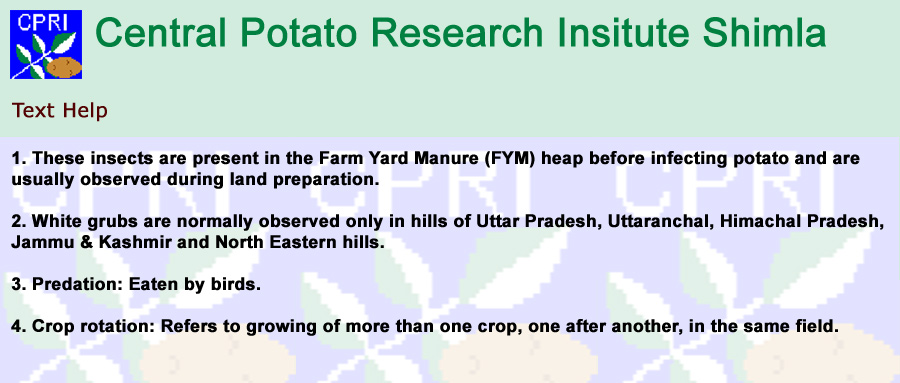 CPRI
Central Potato Research Insitute Shimla
Text Help
1. These insects are present in the Farm Yard Manure (FYM) heap before infecting potato and are
usually observed during land preparation.
2. White grubs are normally observed only in hills of Uttar Pradesh, Uttaranchal, Himachal Pradesh,
Jammu & Kashmir and North Eastern hills.
3. Predation: Eaten by birds.
4. Crop rotation: Refers to growing of more than one crop, one after another, in the same field.
CPRI
CPRI
CPRI